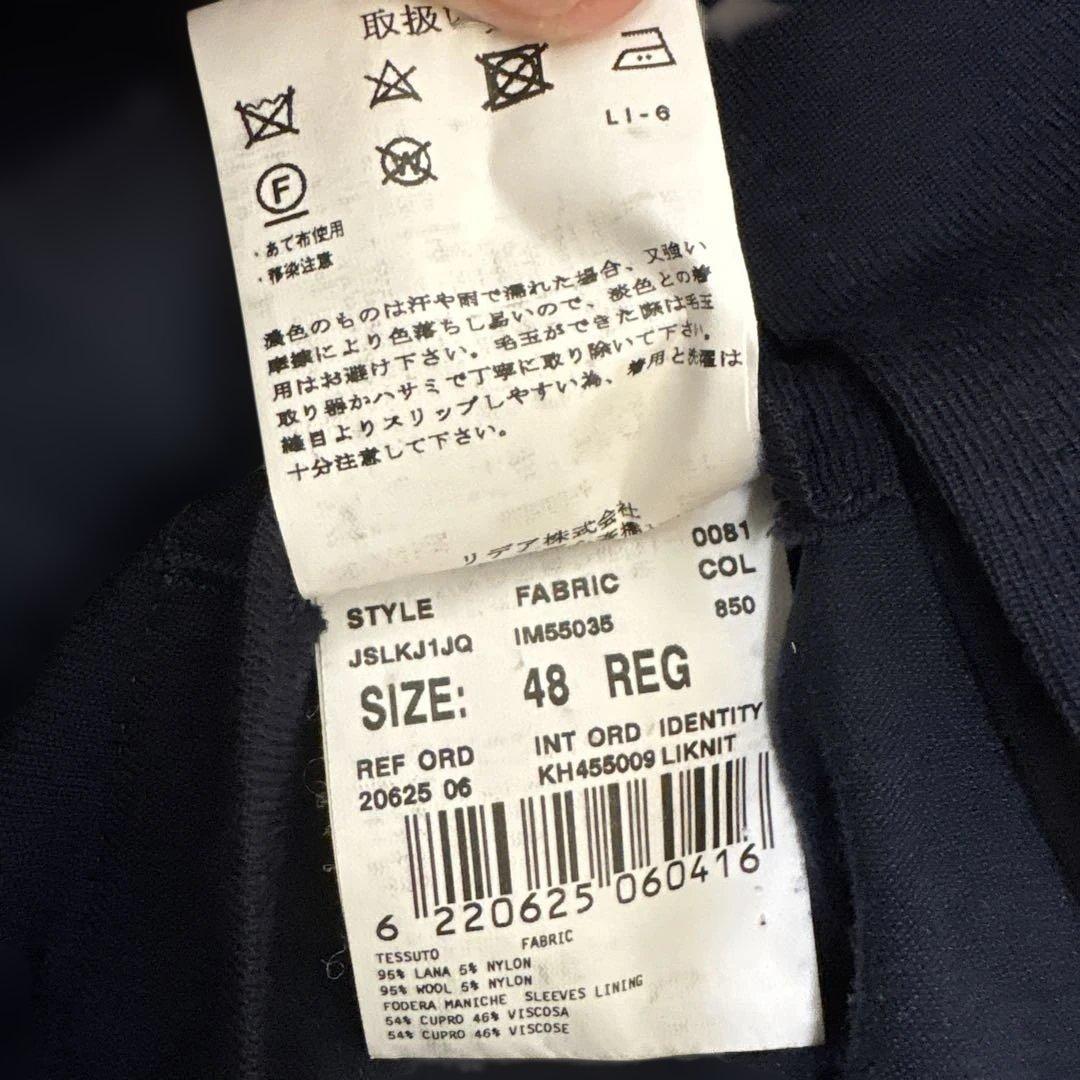 取扱い
LI-6
F
W
・あて布使用
・移染注意
濃色のものは汗や雨で濡れた場合、又強い
摩擦により色落ちし易いので、淡色との着
用はお避け下さい。毛玉ができた際は毛玉
取り器かハサミで丁寧に取り除いて下さい。
縫目よりスリップしやすい為、着用と洗濯は
十分注意して下さい。
リデア株式会社
0081
STYLE FABRIC COL
JSLKJ1JQ IM55035 850
SIZE: 48 REG
REF ORD INT ORD IDENTITY
20625 06 KH455009 LIKNIT
6 220625 060416
TESSUTO FABRIC
95% LANA 5% NYLON
95% WOOL 5% NYLON
FODERA MANICHE SLEEVES LINING
54% CUPRO 46% VISCOSA
54% CUPRO 46% VISCOSE